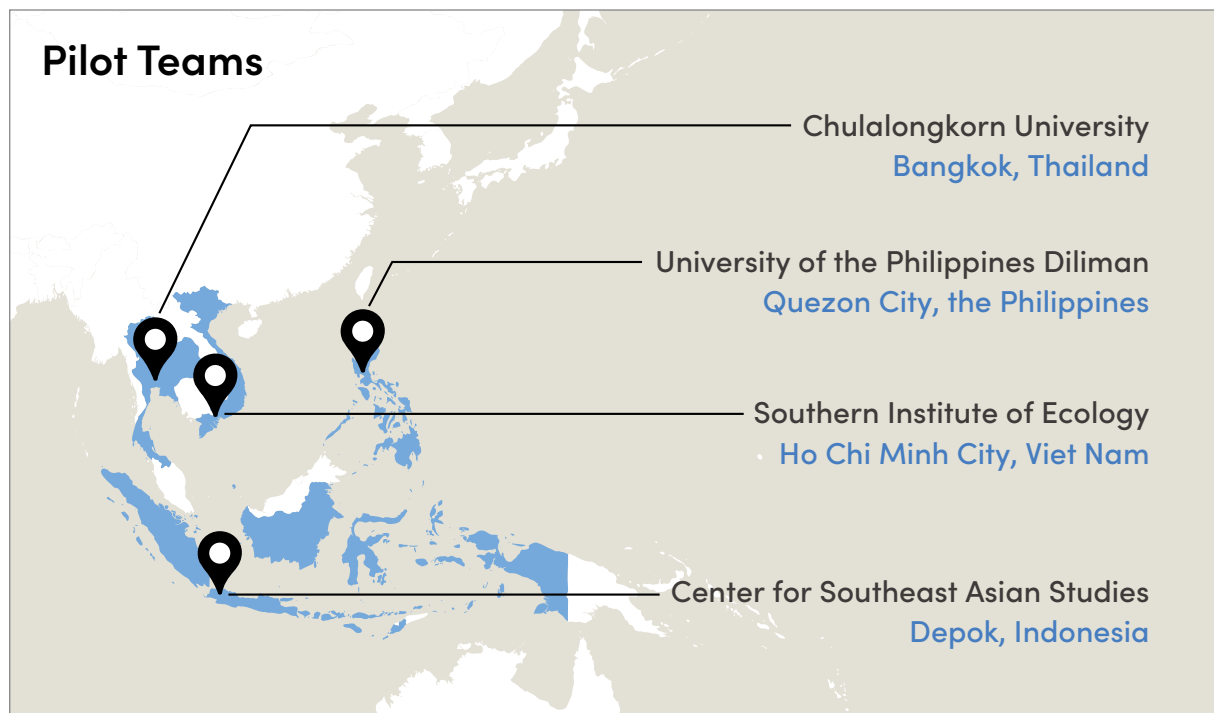 Pilot Teams
Chulalongkorn University
Bangkok, Thailand
University of the Philippines Diliman
Quezon City, the Philippines
Southern Institute of Ecology
Ho Chi Minh City, Viet Nam
Center for Southeast Asian Studies
Depok, Indonesia